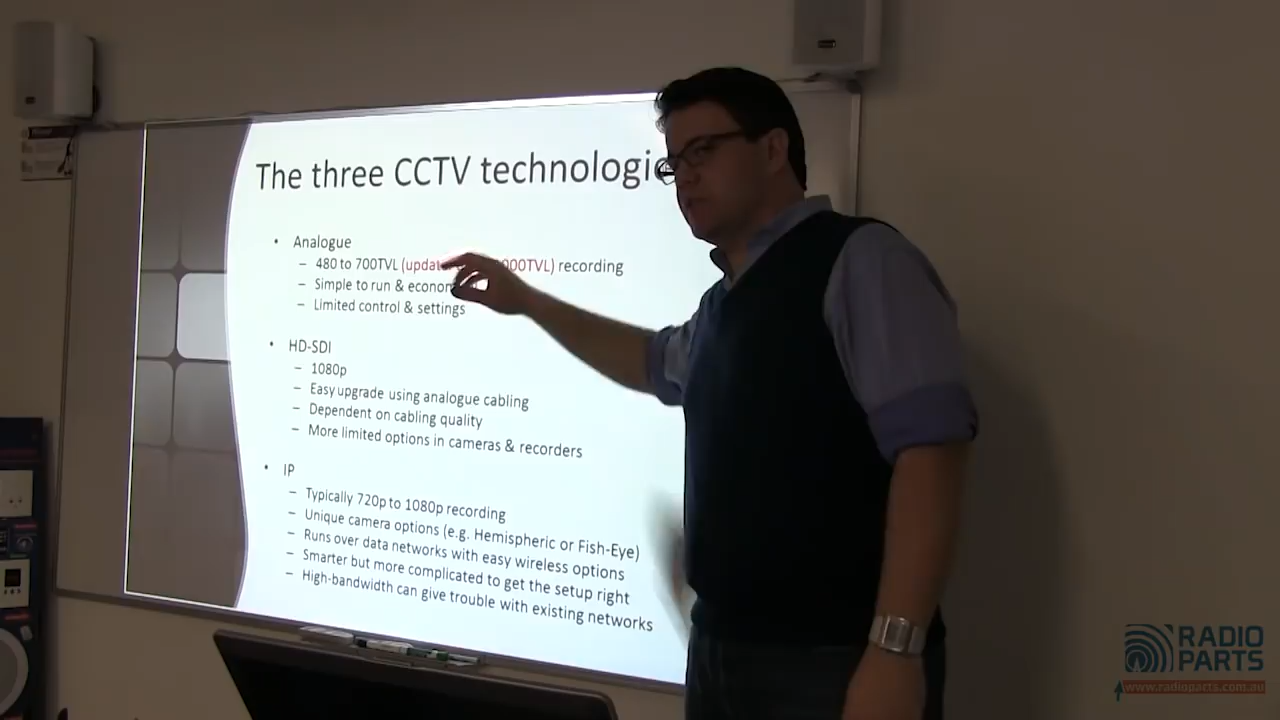 The three CCTV technologie
• Analogue
– 480 to 700TVL (updat 000TVL) recording
– Simple to run & econom
– Limited control & settings
• HD-SDI
– 1080p
– Easy upgrade using analogue cabling
– Dependent on cabling quality
– More limited options in cameras & recorders
• IP
– Typically 720p to 1080p recording
– Unique camera options (e.g. Hemispheric or Fish-Eye)
– Runs over data networks with easy wireless options
– Smarter but more complicated to get the setup right
– High-bandwidth can give trouble with existing networks
RADIO
PARTS
www.radioparts.com.au